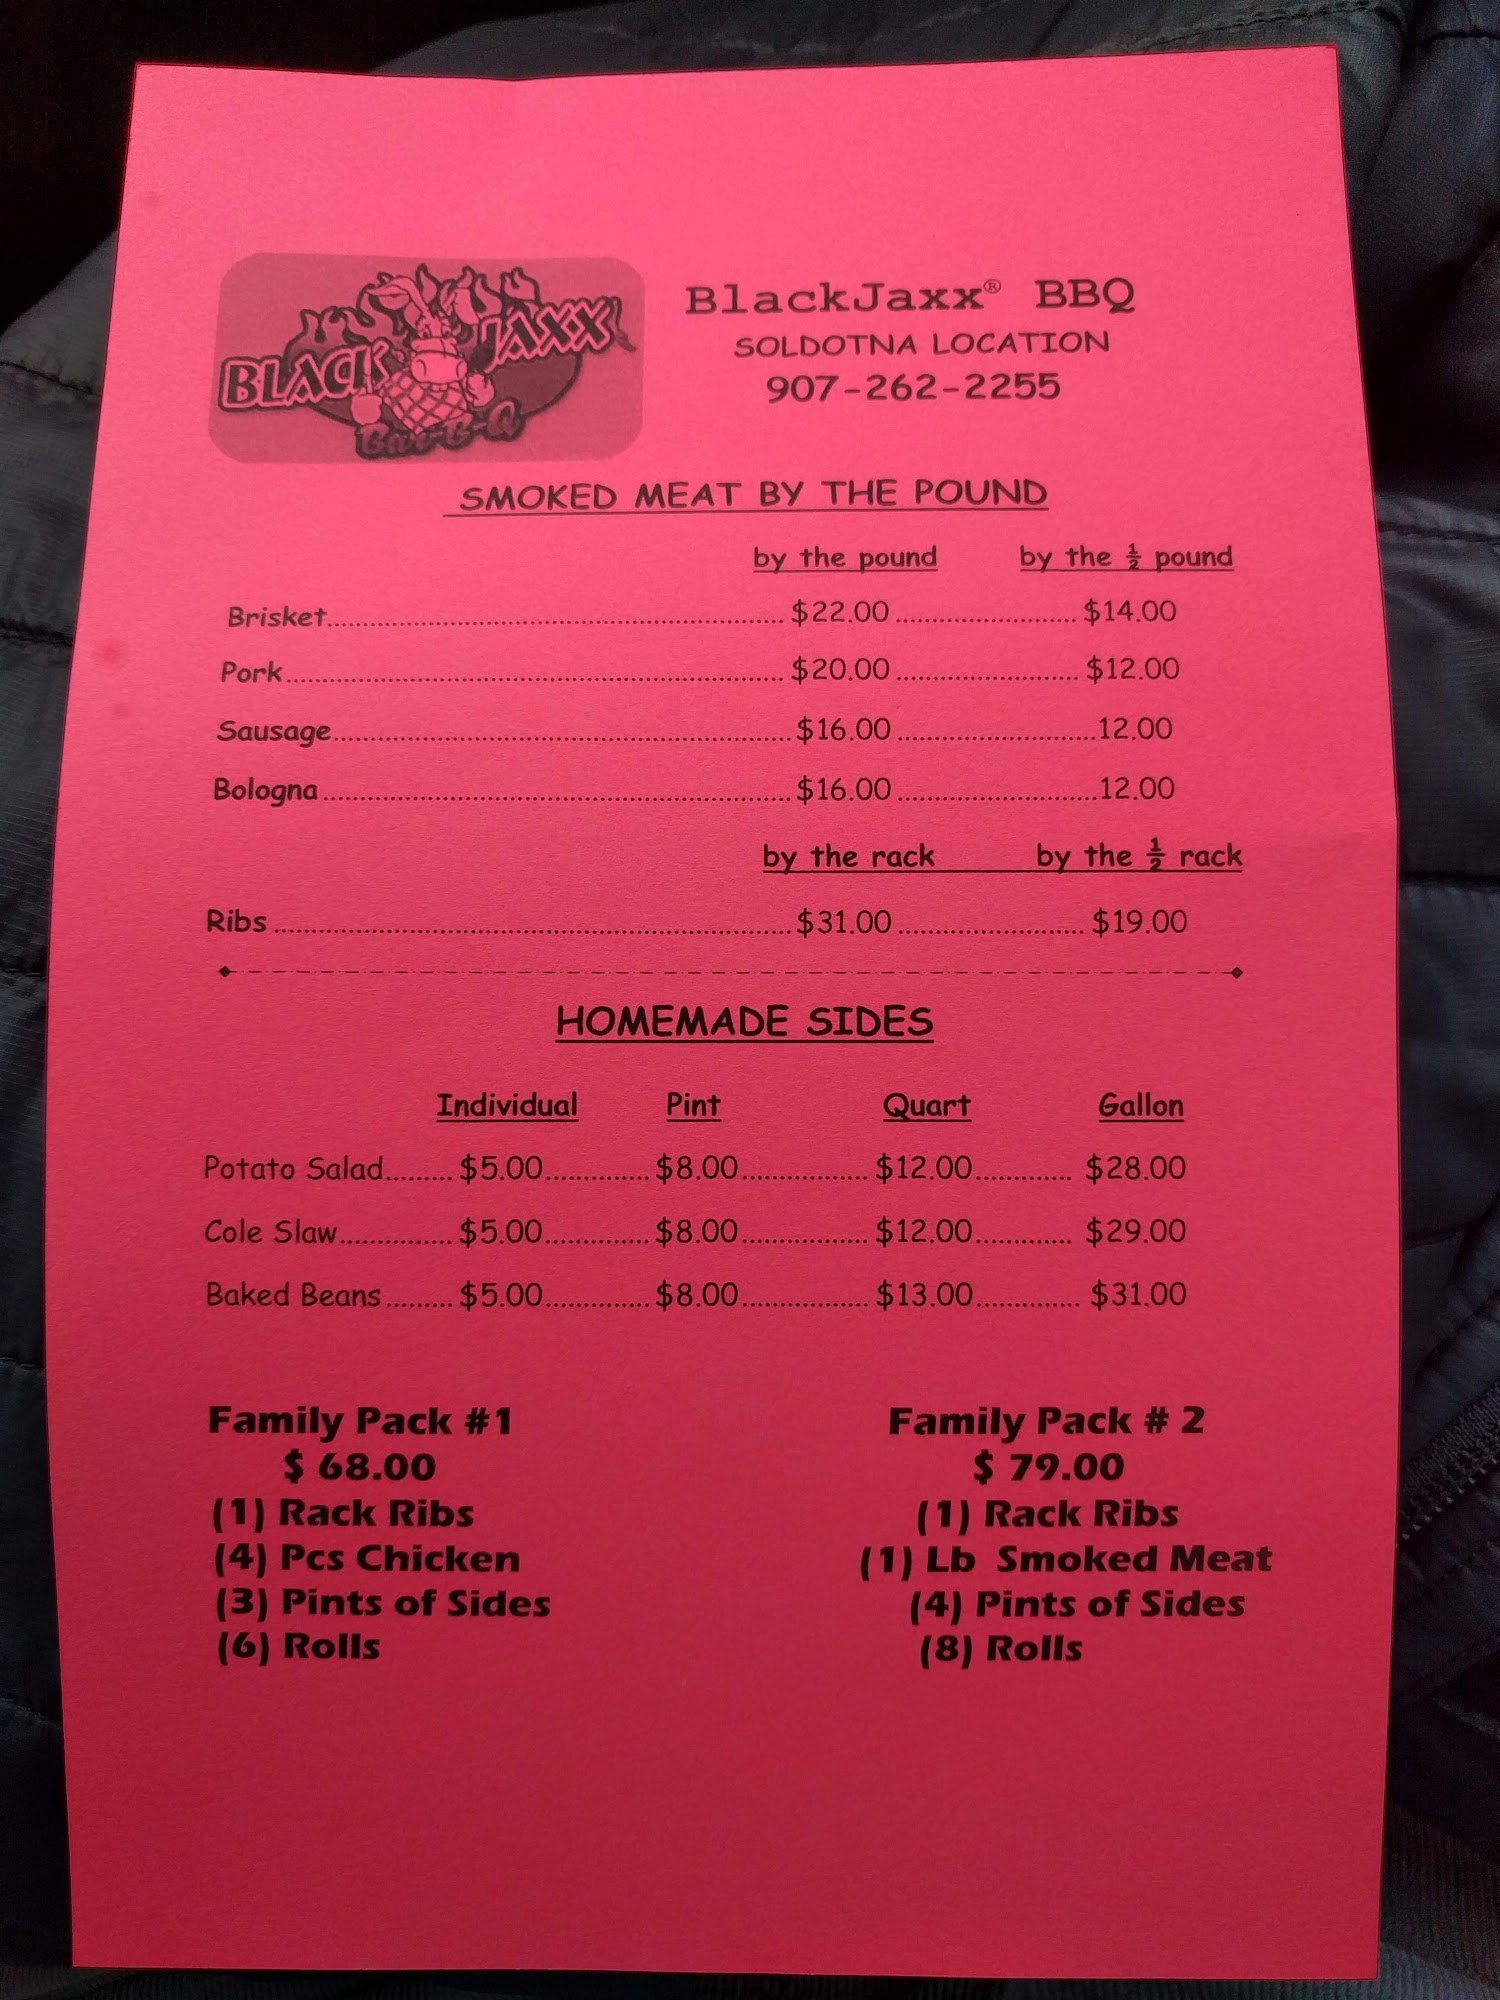 BLACK JAXX
Bar-B-Q
BlackJaxx® BBQ
SOLDOTNA LOCATION
907-262-2255
SMOKED MEAT BY THE POUND
by the pound by the ½ pound
Brisket $22.00 $14.00
Pork $20.00 $12.00
Sausage $16.00 12.00
Bologna $16.00 12.00
by the rack by the ½ rack
Ribs $31.00 $19.00
HOMEMADE SIDES
Individual Pint Quart Gallon
Potato Salad $5.00 $8.00 $12.00 $28.00
Cole Slaw $5.00 $8.00 $12.00 $29.00
Baked Beans $5.00 $8.00 $13.00 $31.00
Family Pack #1
$ 68.00
(1) Rack Ribs
(4) Pcs Chicken
(3) Pints of Sides
(6) Rolls
Family Pack # 2
$ 79.00
(1) Rack Ribs
(1) Lb Smoked Meat
(4) Pints of Sides
(8) Rolls